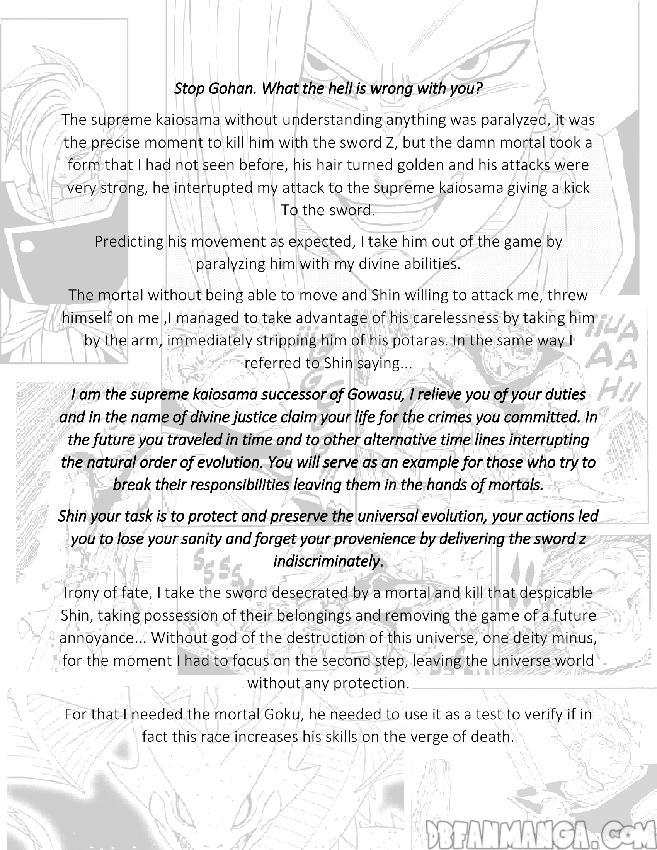 Stop Gohan. What the hell is wrong with you?
The supreme kaiosama without understanding anything was paralyzed, it was
the precise moment to kill him with the sword Z, but the damn mortal took a
form that I had not seen before, his hair turned golden and his attacks were
very strong, he interrupted my attack to the supreme kaiosama giving a kick
To the sword.
Predicting his movement as expected, I take him out of the game by
paralyzing him with my divine abilities.
The mortal without being able to move and Shin willing to attack me, threw
himself on me ,I managed to take advantage of his carelessness by taking him
by the arm, immediately stripping him of his potaras. In the same way I
referred to Shin saying...
I am the supreme kaiosama successor of Gowasu, I relieve you of your duties
and in the name of divine justice claim your life for the crimes you committed. In
the future you traveled in time and to other alternative time lines interrupting
the natural order of evolution. You will serve as an example for those who try to
break their responsibilities leaving them in the hands of mortals.
Shin your task is to protect and preserve the universal evolution, your actions led
you to lose your sanity and forget your provenience by delivering the sword z
indiscriminately.
Irony of fate, I take the sword desecrated by a mortal and kill that despicable
Shin, taking possession of their belongings and removing the game of a future
annoyance... Without god of the destruction of this universe, one deity minus,
for the moment I had to focus on the second step, leaving the universe world
without any protection.
For that I needed the mortal Goku, he needed to use it as a test to verify if in
fact this race increases his skills on the verge of death.
DBFANMANGA.COM